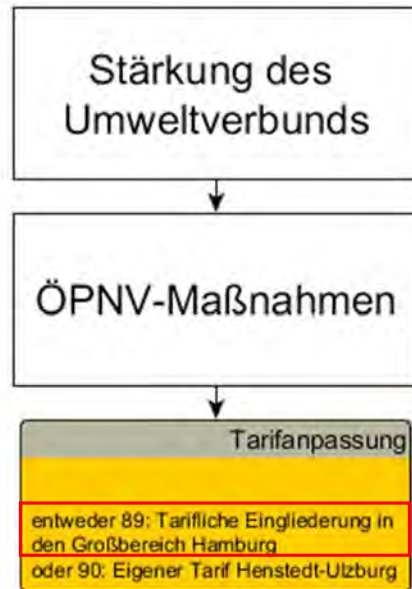 Stärkung des
Umweltverbunds
ÖPNV-Maßnahmen
Tarifanpassung
entweder 89: Tarifliche Eingliederung in
den Großbereich Hamburg
oder 90: Eigener Tarif Henstedt-Ulzburg